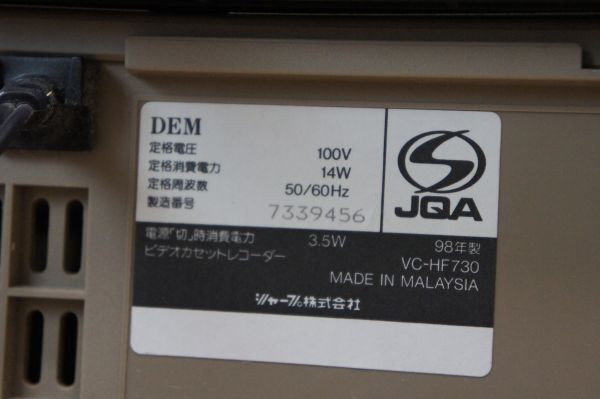 DEM
定格電圧 100V
定格消費電力 14W
定格周波数 50/60Hz
製造番号 7339456
JQA
電源「切」時消費電力 3.5W
98年製
ビデオカセットレコーダー
VC-HF730
MADE IN MALAYSIA
シャープ株式会社